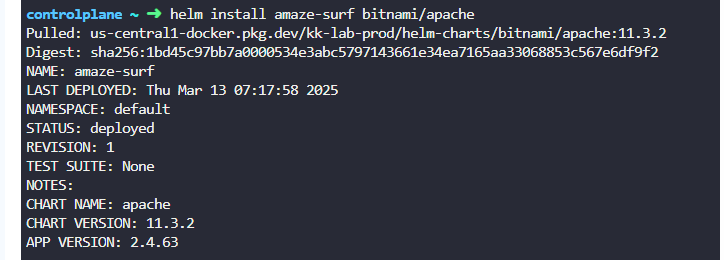 controlplane ~ ➜ helm install amaze-surf bitnami/apache
Pulled: us-central1-docker.pkg.dev/kk-lab-prod/helm-charts/bitnami/apache:11.3.2
Digest: sha256:1bd45c97bb7a0000534e3abc5797143661e34ea7165aa33068853c567e6df9f2
NAME: amaze-surf
LAST DEPLOYED: Thu Mar 13 07:17:58 2025
NAMESPACE: default
STATUS: deployed
REVISION: 1
TEST SUITE: None
NOTES:
CHART NAME: apache
CHART VERSION: 11.3.2
APP VERSION: 2.4.63